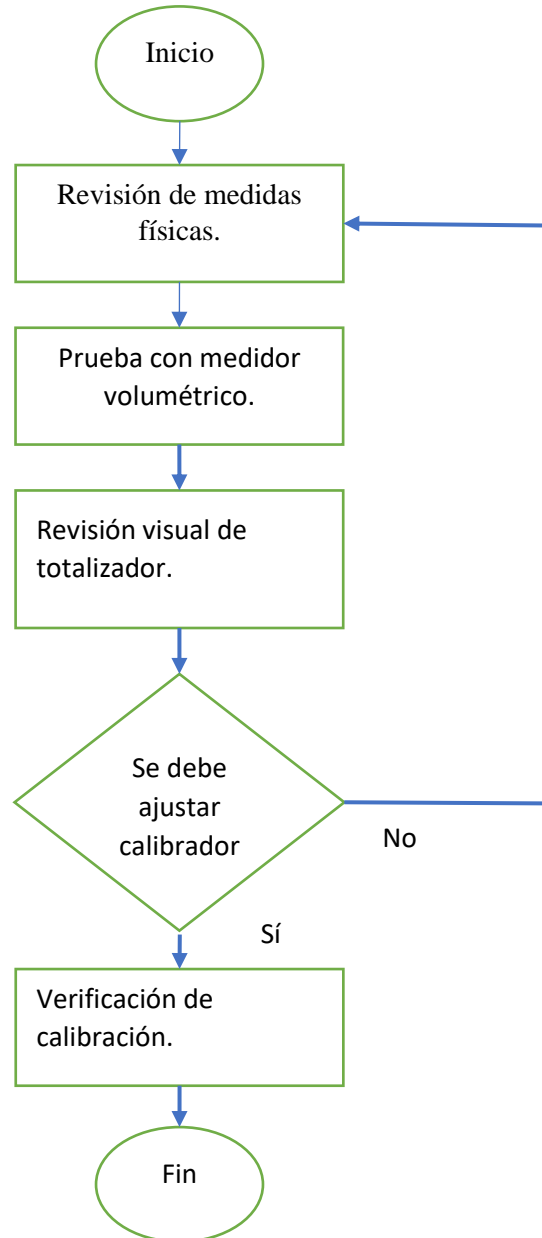 Inicio
Revisión de medidas
físicas.
Prueba con medidor
volumétrico.
Revisión visual de
totalizador.
Se debe
ajustar
calibrador
No
Sí
Verificación de
calibración.
Fin